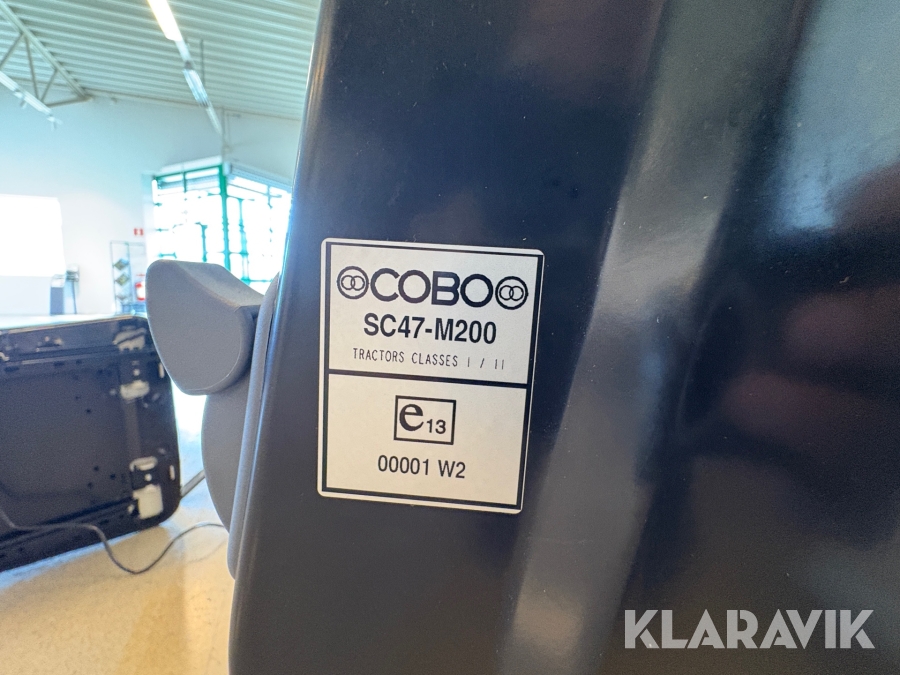 COBO
SC47-M200
TRACTORS CLASSES I / II
e13
00001 W2
KLARAVIK